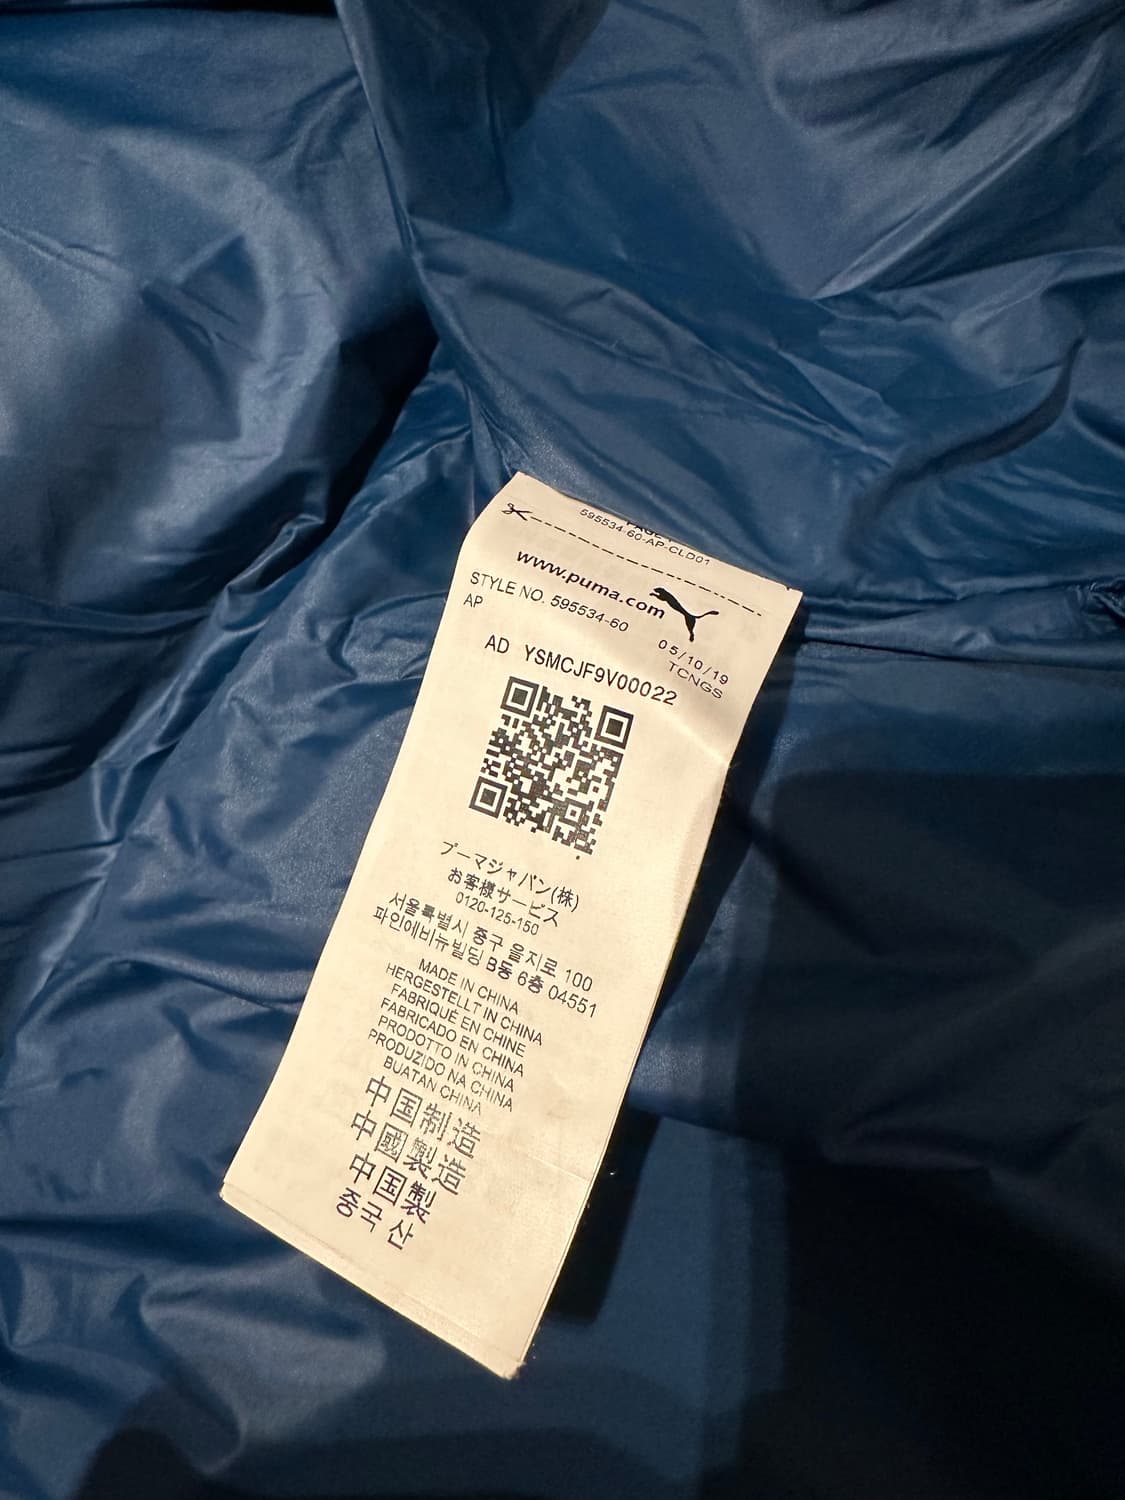 PAGE
595534-60-AP-CLD01
www.puma.com
STYLE NO. 595534-60
AP
05/10/19
TCNGS
AD YSMCJF9V00022
プーマジャパン(株)
お客様サービス
0120-125-150
서울특별시 중구 을지로 100
파인에비뉴빌딩 B동 6층 04551
MADE IN CHINA
HERGESTELLT IN CHINA
FABRIQUÉ EN CHINE
FABRICADO EN CHINA
PRODOTTO IN CHINA
PRODUZIDO NA CHINA
BUATAN CHINA
中国制造
中國製造
中国製
중국산